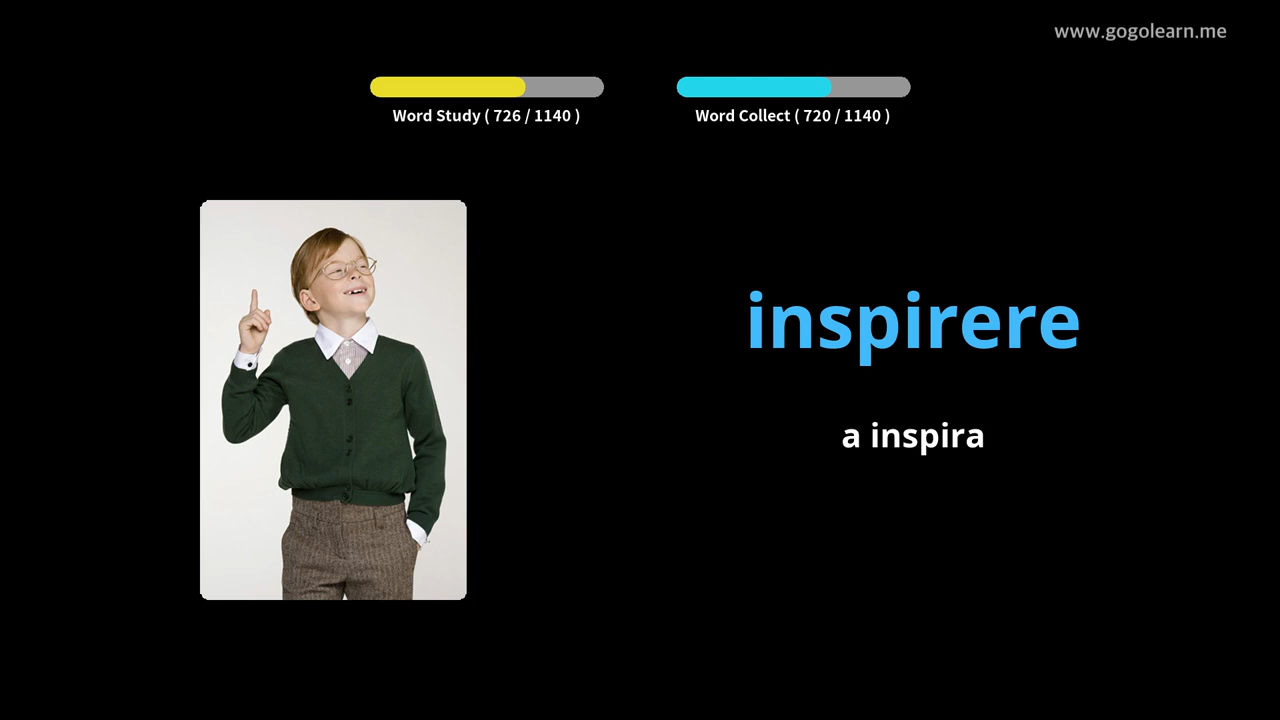 www.gogolearn.me
Word Study ( 726 / 1140 )
Word Collect ( 720 / 1140 )
inspirere
a inspira